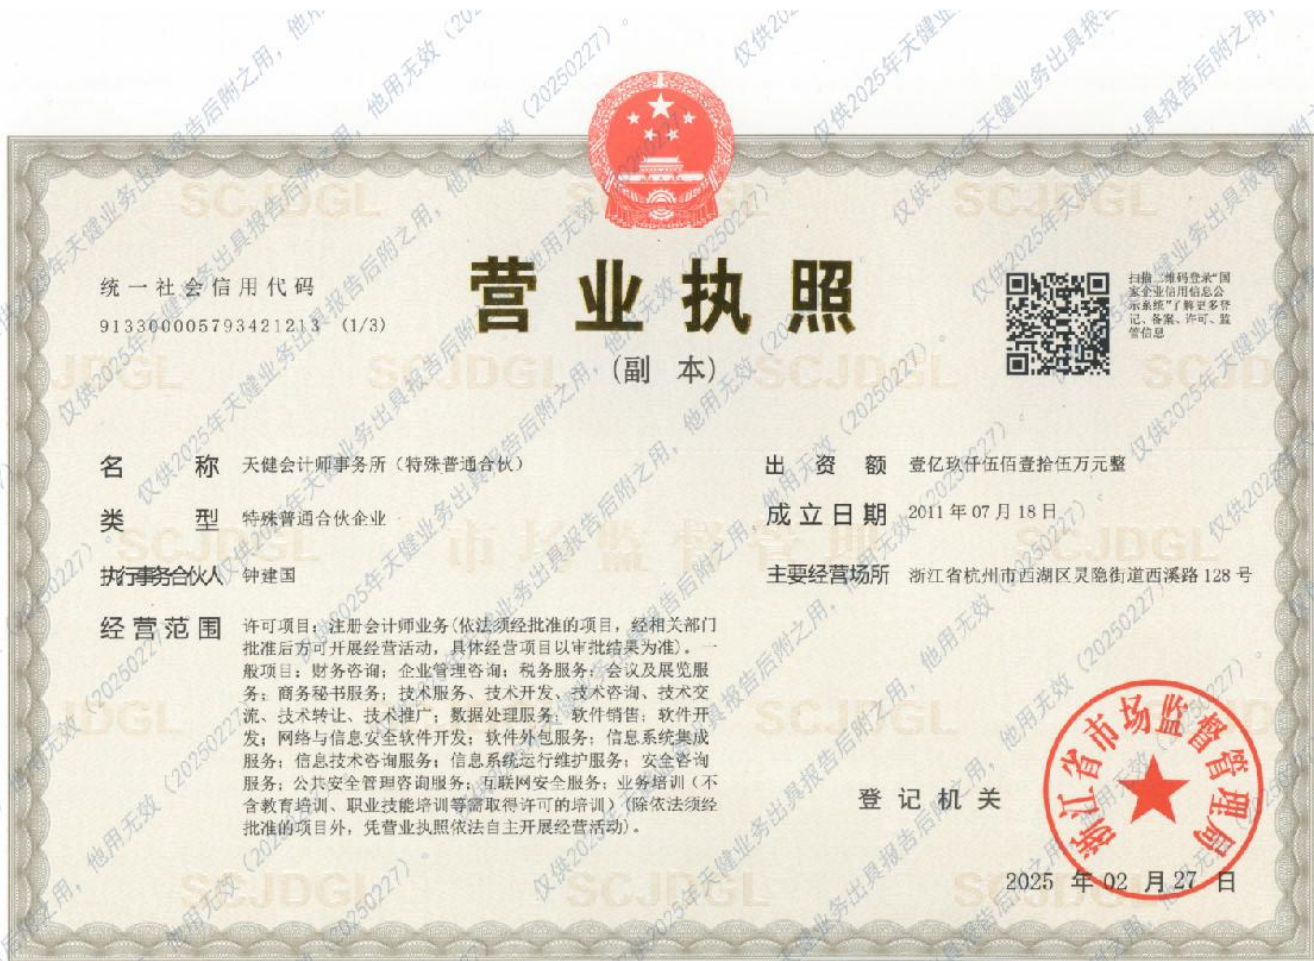 营业执照
(副 本)
统一社会信用代码
913300005793421213 (1/3)
扫描二维码登录“国
家企业信用信息公
示系统”了解更多登
记、备案、许可、监
管信息
名 称 天健会计师事务所（特殊普通合伙）
类 型 特殊普通合伙企业
执行事务合伙人 钟建国
经营范围 许可项目：注册会计师业务(依法须经批准的项目，经相关部门
批准后方可开展经营活动，具体经营项目以审批结果为准)。一
般项目：财务咨询；企业管理咨询；税务服务；会议及展览服
务；商务秘书服务；技术服务、技术开发、技术咨询、技术交
流、技术转让、技术推广；数据处理服务；软件销售；软件开
发；网络与信息安全软件开发；软件外包服务；信息系统集成
服务；信息技术咨询服务；信息系统运行维护服务；安全咨询
服务；公共安全管理咨询服务；互联网安全服务；业务培训（不
含教育培训、职业技能培训等需取得许可的培训）(除依法须经
批准的项目外，凭营业执照依法自主开展经营活动)。
出 资 额 壹亿玖仟伍佰壹拾伍万元整
成立日期 2011 年 07 月 18 日
主要经营场所 浙江省杭州市西湖区灵隐街道西溪路 128 号
登记机关
浙江省市场监督管理局
2025 年 02 月 27 日
SCJDGL
市场监督管理
仅供2025年天健业务出具报告后附之用，他用无效（20250227）。